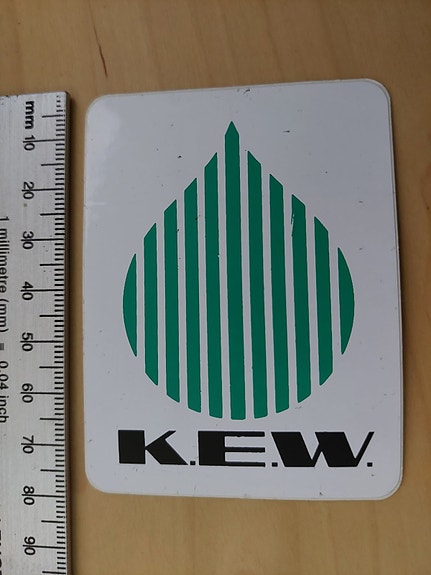 K.E.W.
mm 10 20 30 40 50 60 70 80 90
1 millimetre (mm) = 0.04 inch